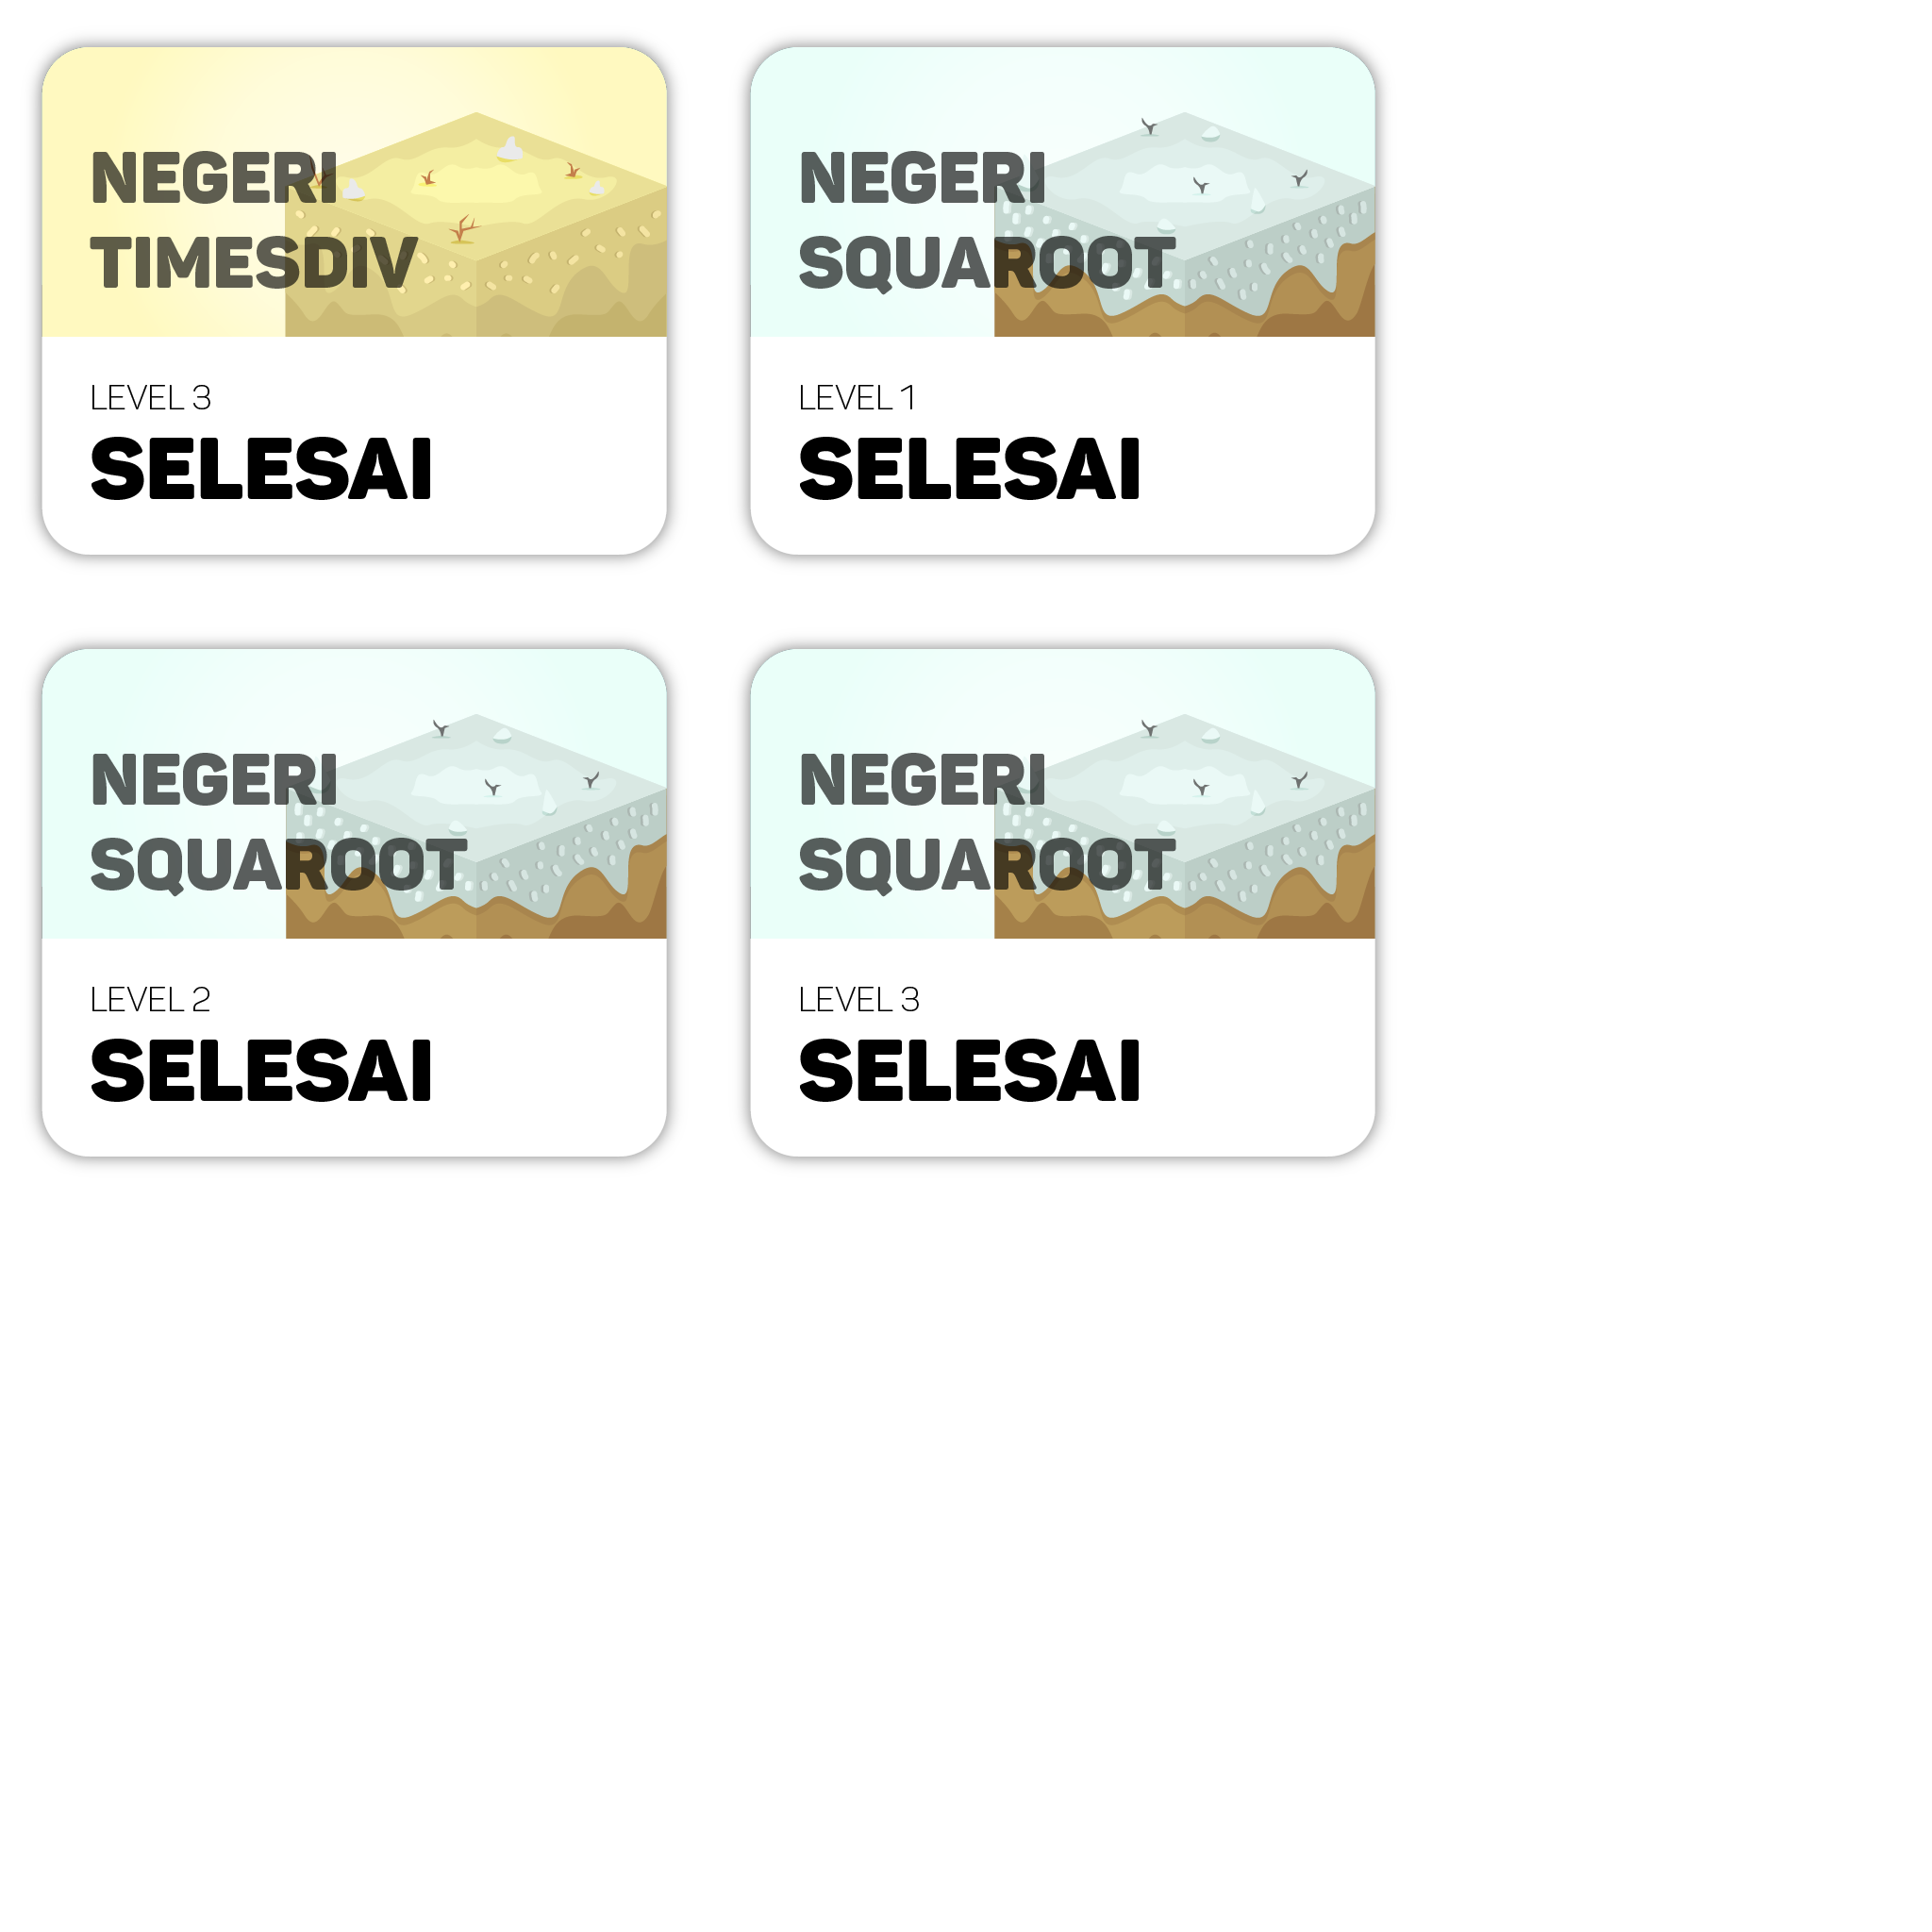 NEGERI
TIMESDIV
LEVEL 3
SELESAI
NEGERI
SQUAROOT
LEVEL 1
SELESAI
NEGERI
SQUAROOT
LEVEL 2
SELESAI
NEGERI
SQUAROOT
LEVEL 3
SELESAI